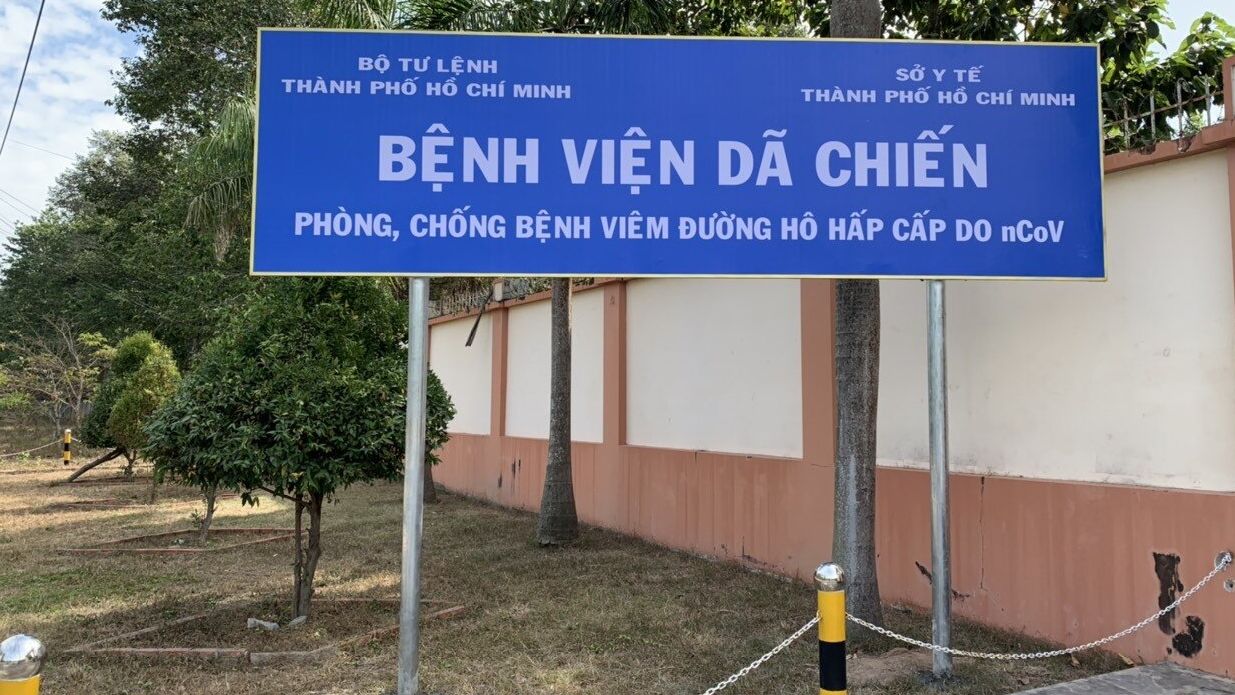 BỘ TƯ LỆNH
THÀNH PHỐ HỒ CHÍ MINH
SỞ Y TẾ
THÀNH PHỐ HỒ CHÍ MINH
BỆNH VIỆN DÃ CHIẾN
PHÒNG, CHỐNG BỆNH VIÊM ĐƯỜNG HÔ HẤP CẤP DO nCoV